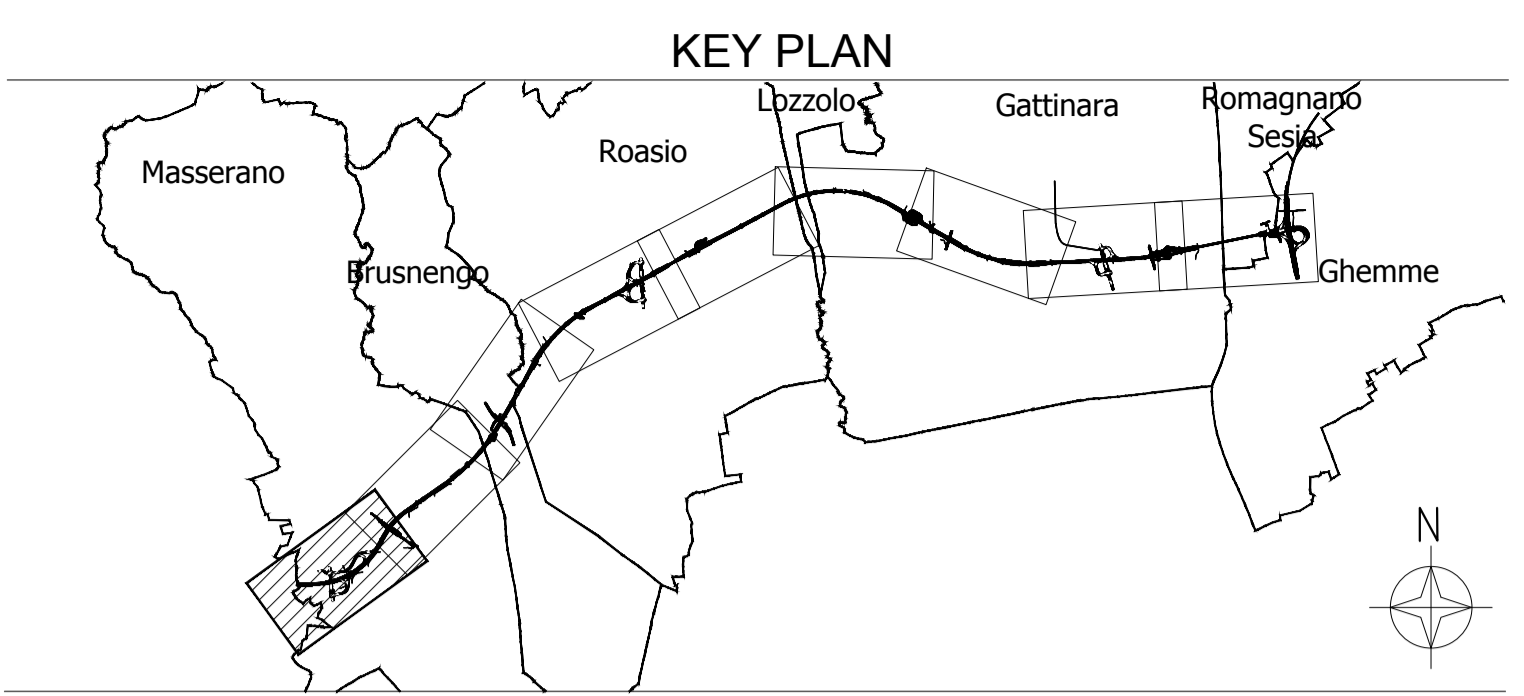 KEY PLAN
Lozzolo
Gattinara
Romagnano
Sesia
Roasio
Masserano
Brusnengo
Ghemme
N